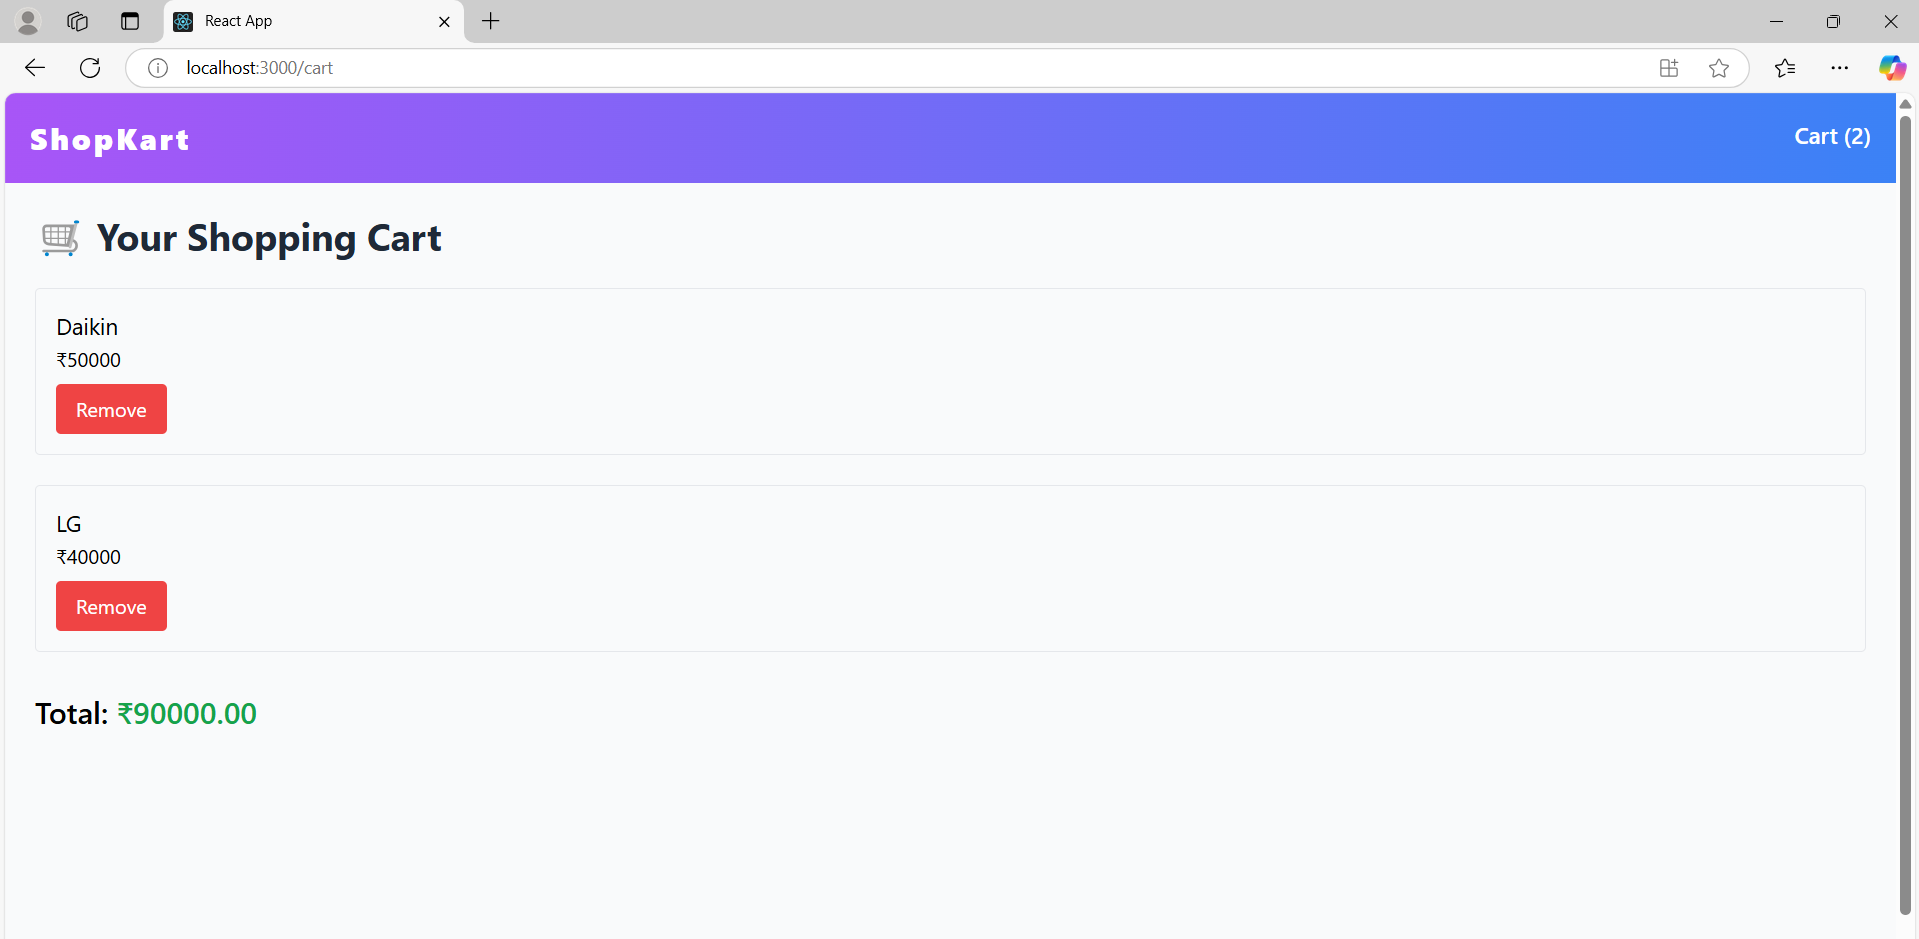 React App
localhost:3000/cart
ShopKart
Cart (2)
Your Shopping Cart
Daikin
₹50000
Remove
LG
₹40000
Remove
Total: ₹90000.00